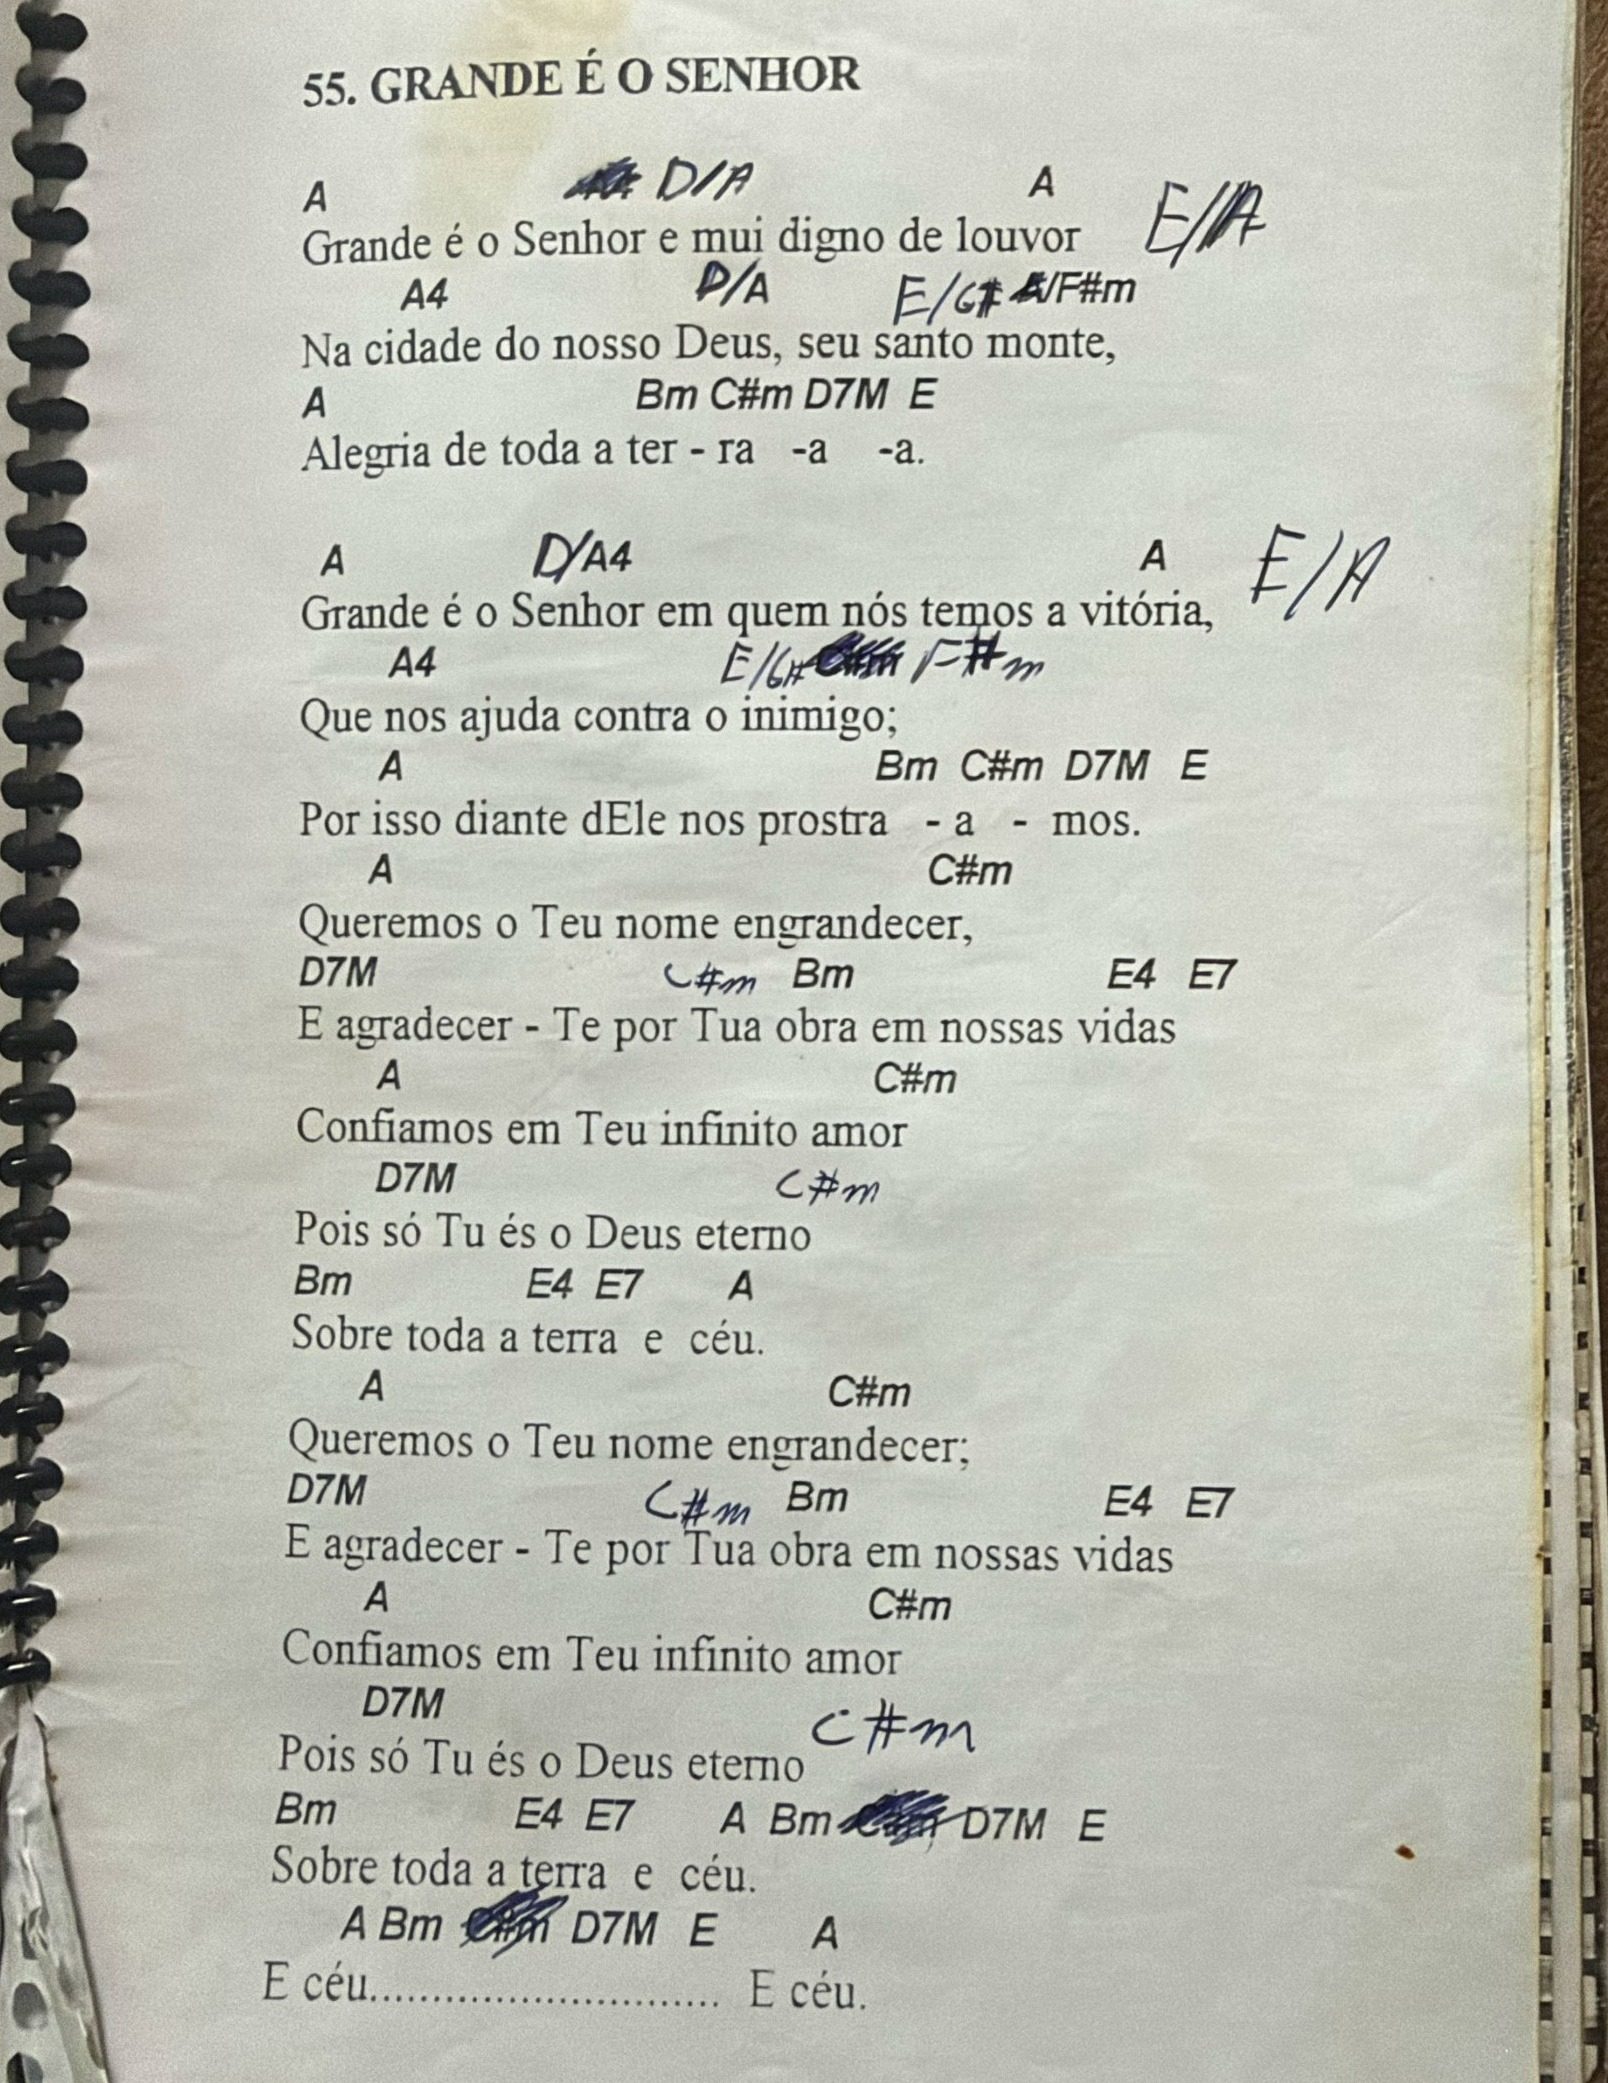 55. GRANDE É O SENHOR
A D/A A
Grande é o Senhor e mui digno de louvor E/A
A4 D/A E/G# /F#m
Na cidade do nosso Deus, seu santo monte,
A Bm C#m D7M E
Alegria de toda a ter - ra -a -a.
A D/A4 A E/A
Grande é o Senhor em quem nós temos a vitória,
A4 E/G# F#m
Que nos ajuda contra o inimigo;
A Bm C#m D7M E
Por isso diante dEle nos prostra - a - mos.
A C#m
Queremos o Teu nome engrandecer,
D7M C#m Bm E4 E7
E agradecer - Te por Tua obra em nossas vidas
A C#m
Confiamos em Teu infinito amor
D7M C#m
Pois só Tu és o Deus eterno
Bm E4 E7 A
Sobre toda a terra e céu.
A C#m
Queremos o Teu nome engrandecer;
D7M C#m Bm E4 E7
E agradecer - Te por Tua obra em nossas vidas
A C#m
Confiamos em Teu infinito amor
D7M C#m
Pois só Tu és o Deus eterno
Bm E4 E7 A Bm D7M E
Sobre toda a terra e céu.
A Bm D7M E A
E céu............................ E céu.